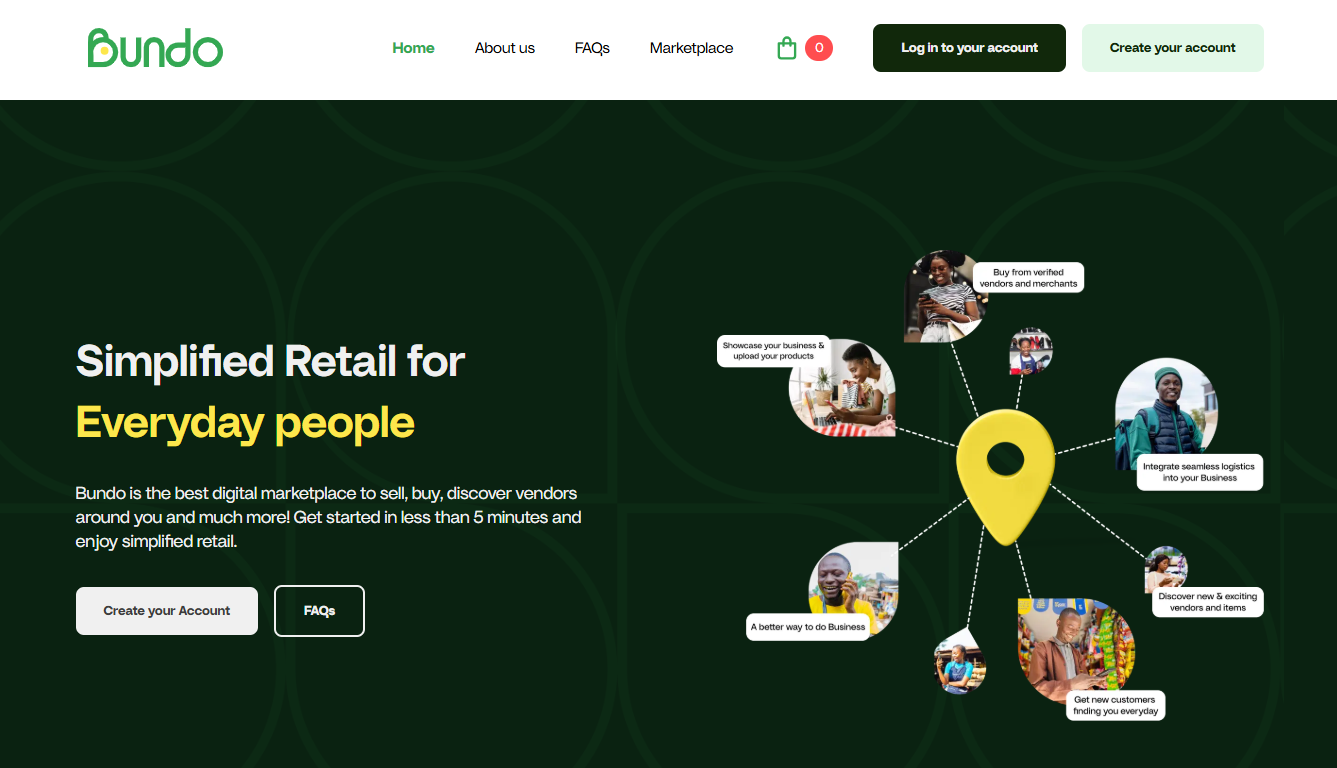 Bundo
Home
About us
FAQs
Marketplace
0
Log in to your account
Create your account
Simplified Retail for
Everyday people
Bundo is the best digital marketplace to sell, buy, discover vendors
around you and much more! Get started in less than 5 minutes and
enjoy simplified retail.
Create your Account
FAQs
Buy from verified
vendors and merchants
Showcase your business &
upload your products
Integrate seamless logistics
into your Business
Discover new & exciting
vendors and items
A better way to do Business
Get new customers
finding you everyday